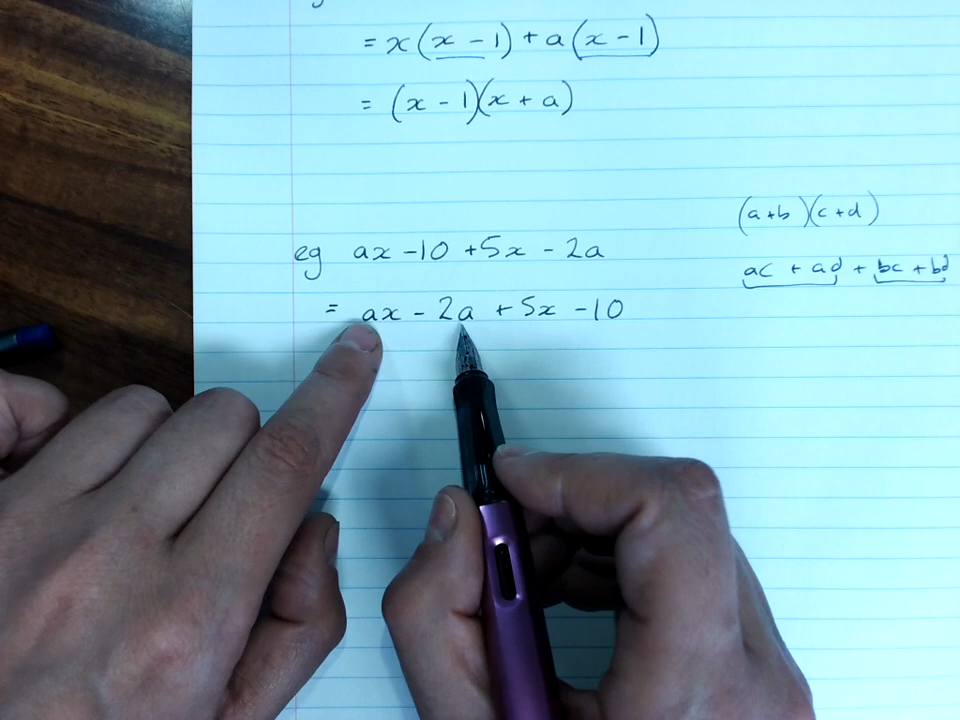 = x(x - 1) + a(x - 1)
= (x - 1)(x + a)
(a+b)(c+d)
eg ax - 10 + 5x - 2a
ac + ad + bc + bd
= ax - 2a + 5x - 10